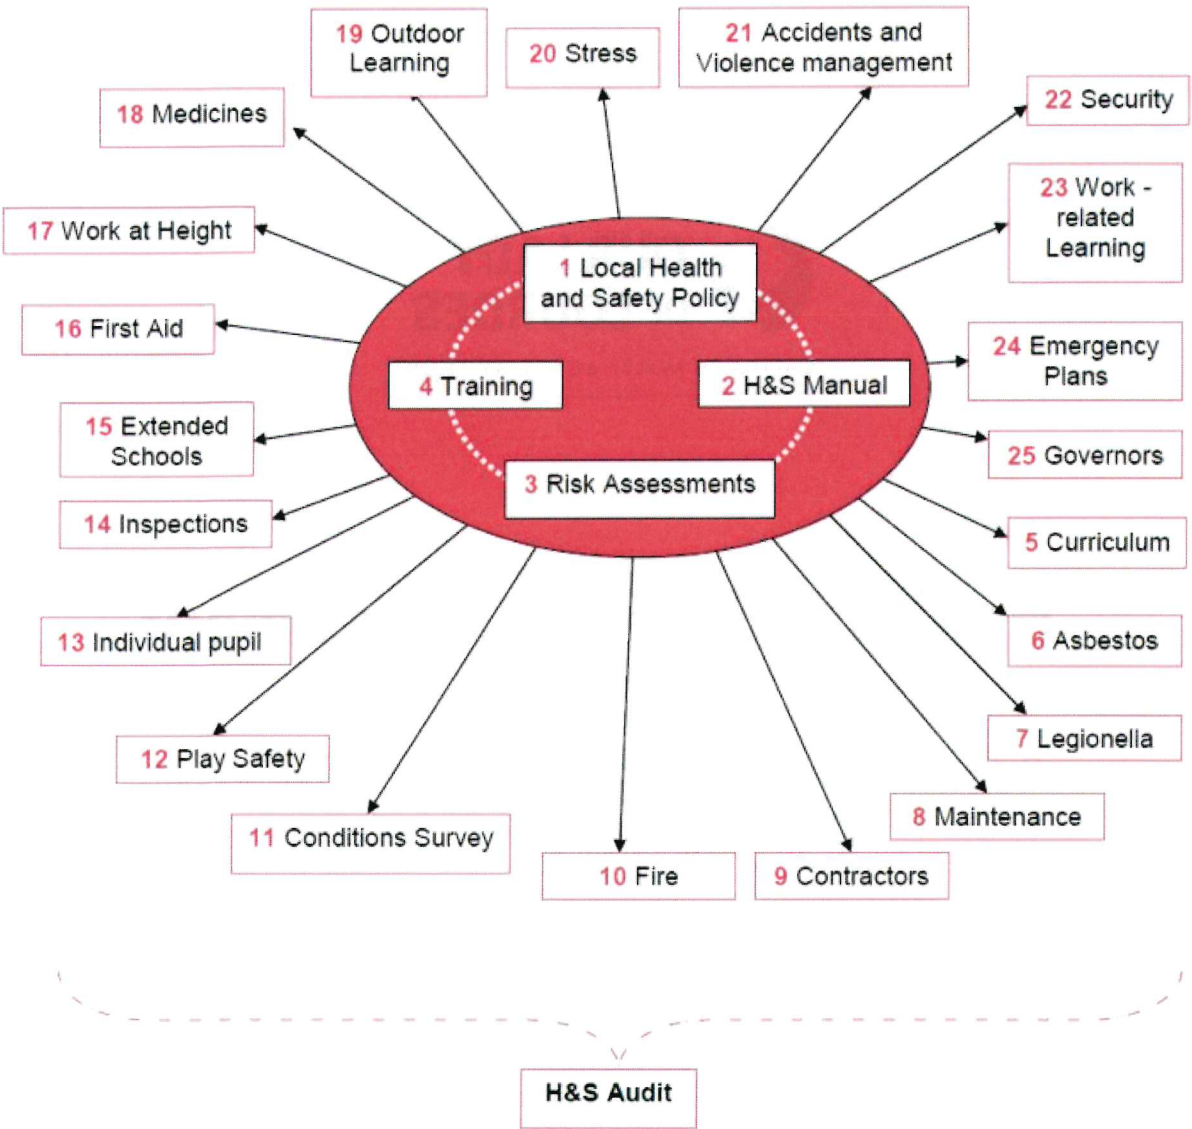 19 Outdoor
Learning
20 Stress
21 Accidents and
Violence management
18 Medicines
22 Security
23 Work -
related
Learning
17 Work at Height
1 Local Health
and Safety Policy
16 First Aid
24 Emergency
Plans
4 Training
2 H&S Manual
15 Extended
Schools
25 Governors
3 Risk Assessments
14 Inspections
5 Curriculum
13 Individual pupil
6 Asbestos
7 Legionella
12 Play Safety
8 Maintenance
11 Conditions Survey
10 Fire
9 Contractors
H&S Audit